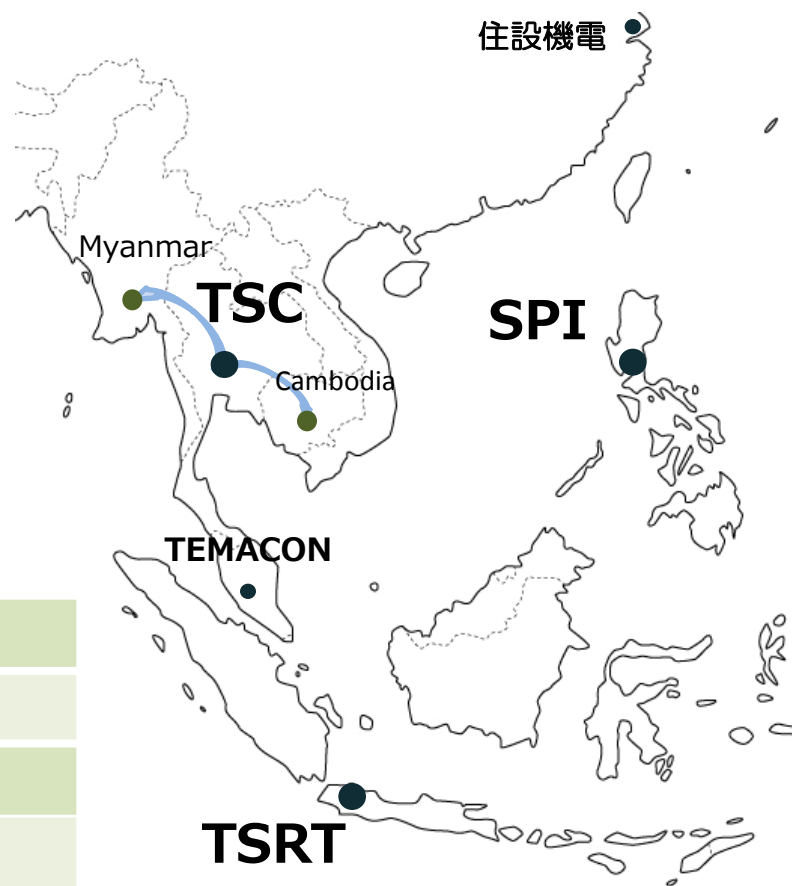 住設機電
Myanmar
TSC
SPI
Cambodia
TEMACON
TSRT